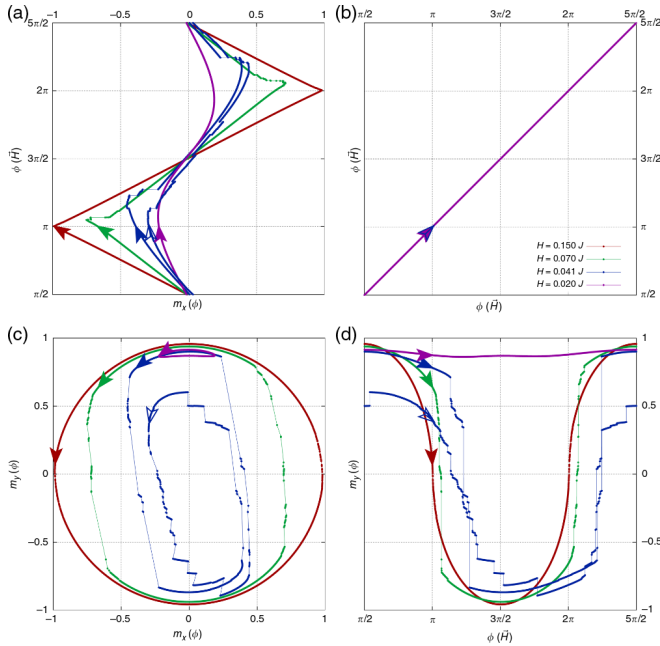 (a)
−1 −0.5 0 0.5 1
5π/2
2π
3π/2
π
π/2
ϕ (H⃗)
mₓ(ϕ)
(b)
π/2 π 3π/2 2π 5π/2
5π/2
2π
3π/2
π
π/2
ϕ (H⃗)
H = 0.150 J
H = 0.070 J
H = 0.041 J
H = 0.020 J
ϕ (H⃗)
(c)
1
0.5
0
−0.5
−1
m_y(ϕ)
−1 −0.5 0 0.5 1
mₓ(ϕ)
(d)
1
0.5
0
−0.5
−1
m_y(ϕ)
π/2 π 3π/2 2π 5π/2
ϕ (H⃗)